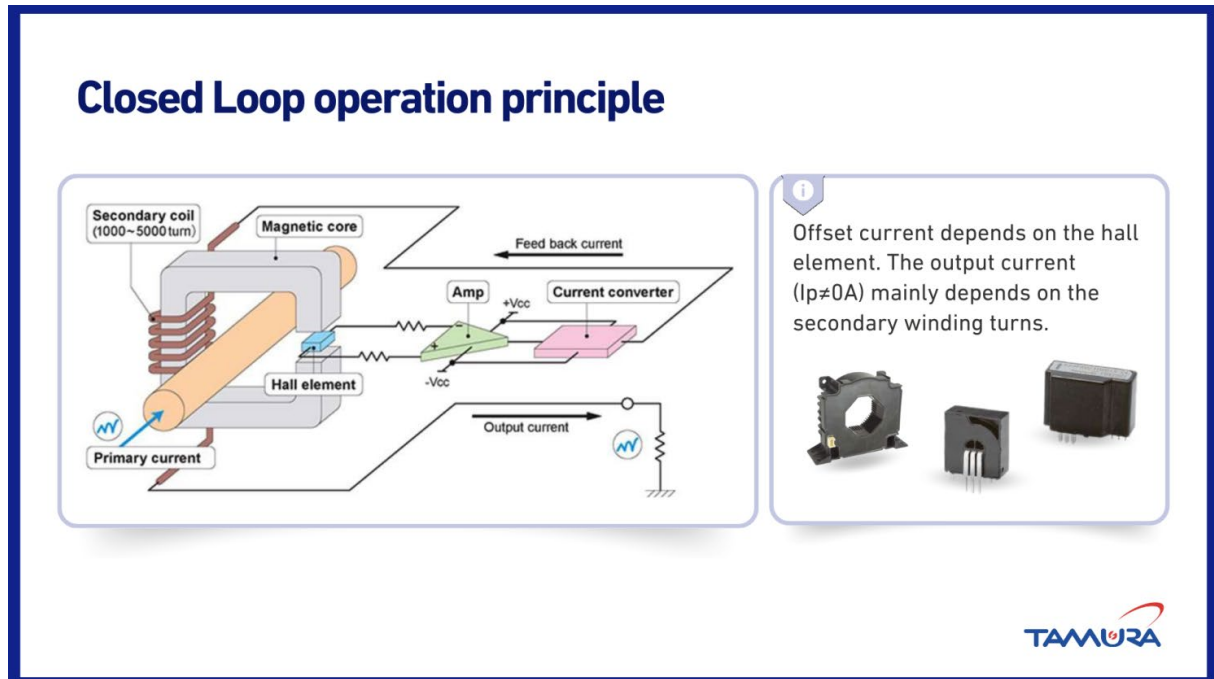 Closed Loop operation principle
Secondary coil
(1000~5000 turn)
Magnetic core
Feed back current
Amp
+Vcc
Current converter
-
+
-Vcc
Hall element
Output current
Primary current
i
Offset current depends on the hall
element. The output current
(Ip≠0A) mainly depends on the
secondary winding turns.
TAMURA